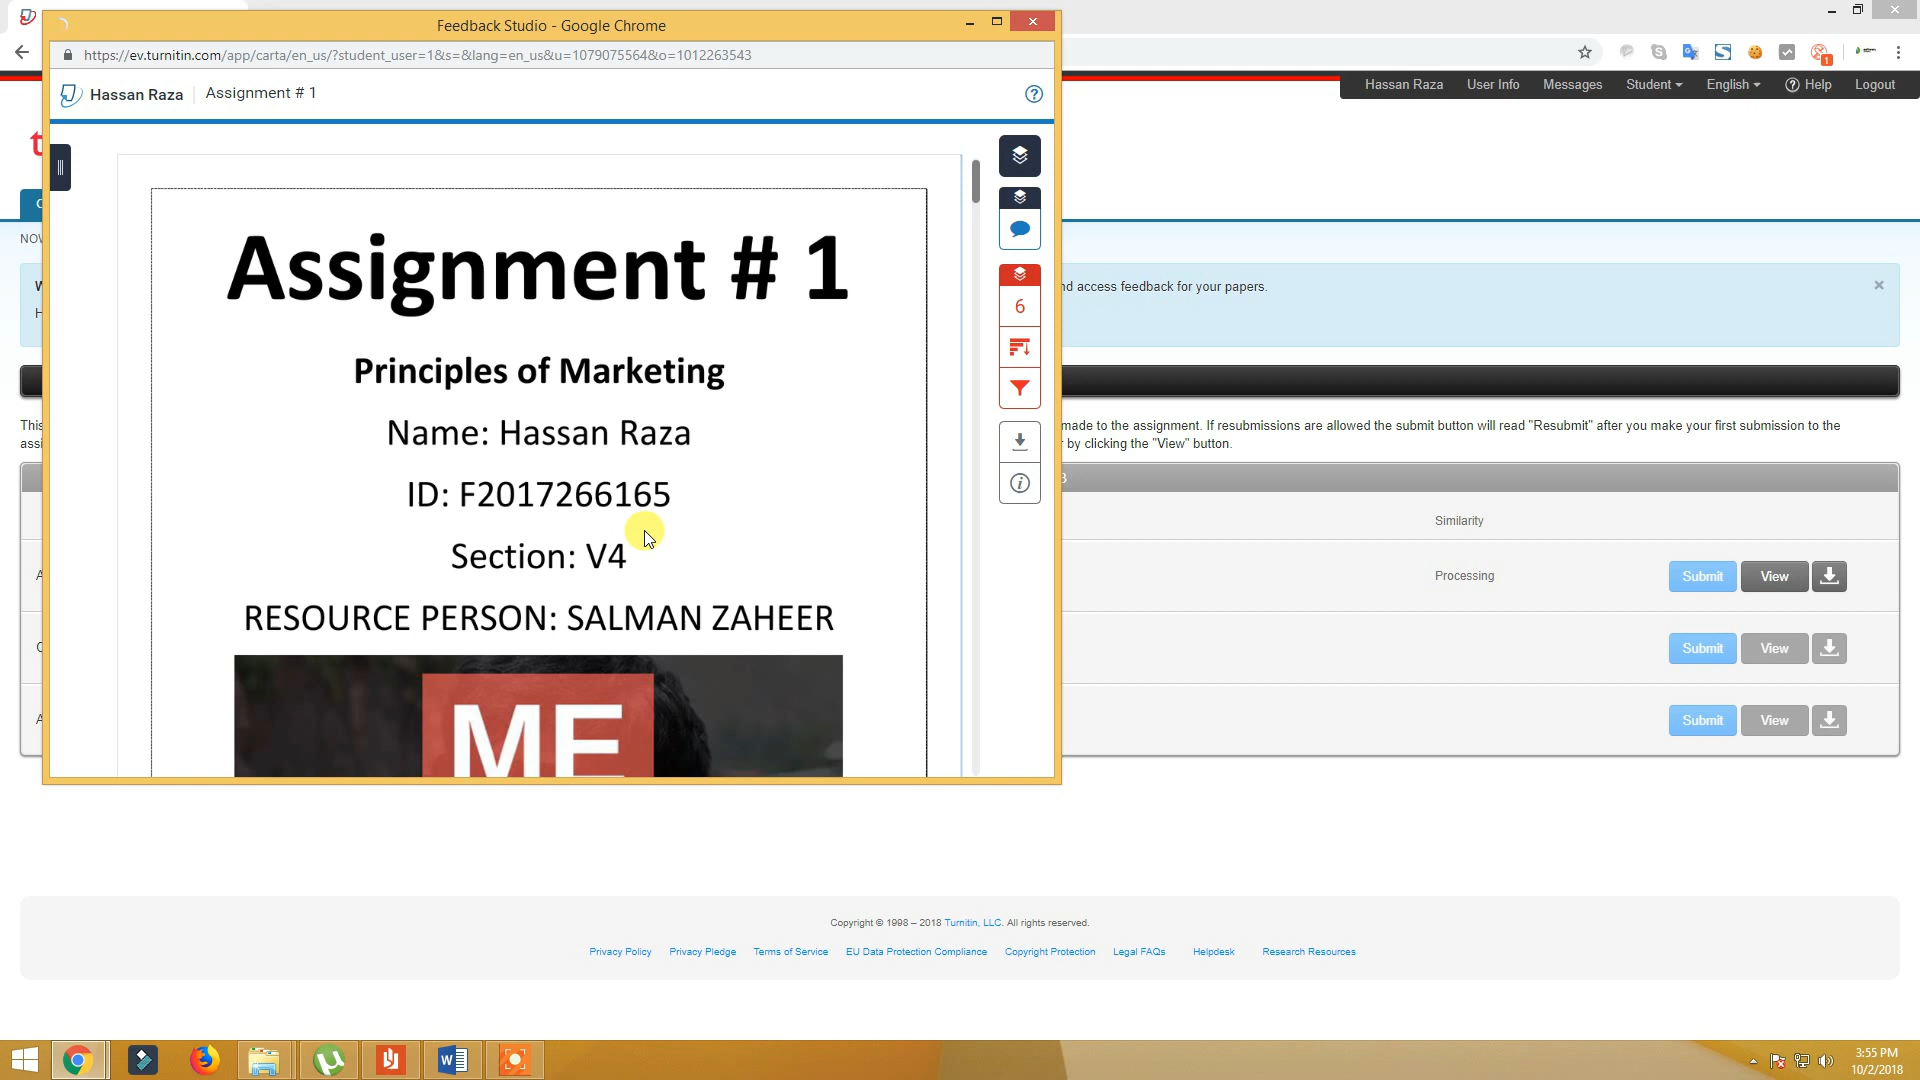 Feedback Studio - Google Chrome
https://ev.turnitin.com/app/carta/en_us/?student_user=1&s=&lang=en_us&u=1079075564&o=1012263543
Hassan Raza Assignment # 1
Hassan Raza User Info Messages Student English Help Logout
Assignment # 1
Principles of Marketing
Name: Hassan Raza
ID: F2017266165
Section: V4
RESOURCE PERSON: SALMAN ZAHEER
ME
6
NOW
nd access feedback for your papers.
This
made to the assignment. If resubmissions are allowed the submit button will read "Resubmit" after you make your first submission to the
assi
by clicking the "View" button.
Similarity
Processing Submit View
Submit View
Submit View
Copyright © 1998 – 2018 Turnitin, LLC. All rights reserved.
Privacy Policy Privacy Pledge Terms of Service EU Data Protection Compliance Copyright Protection Legal FAQs Helpdesk Research Resources
3:55 PM
10/2/2018